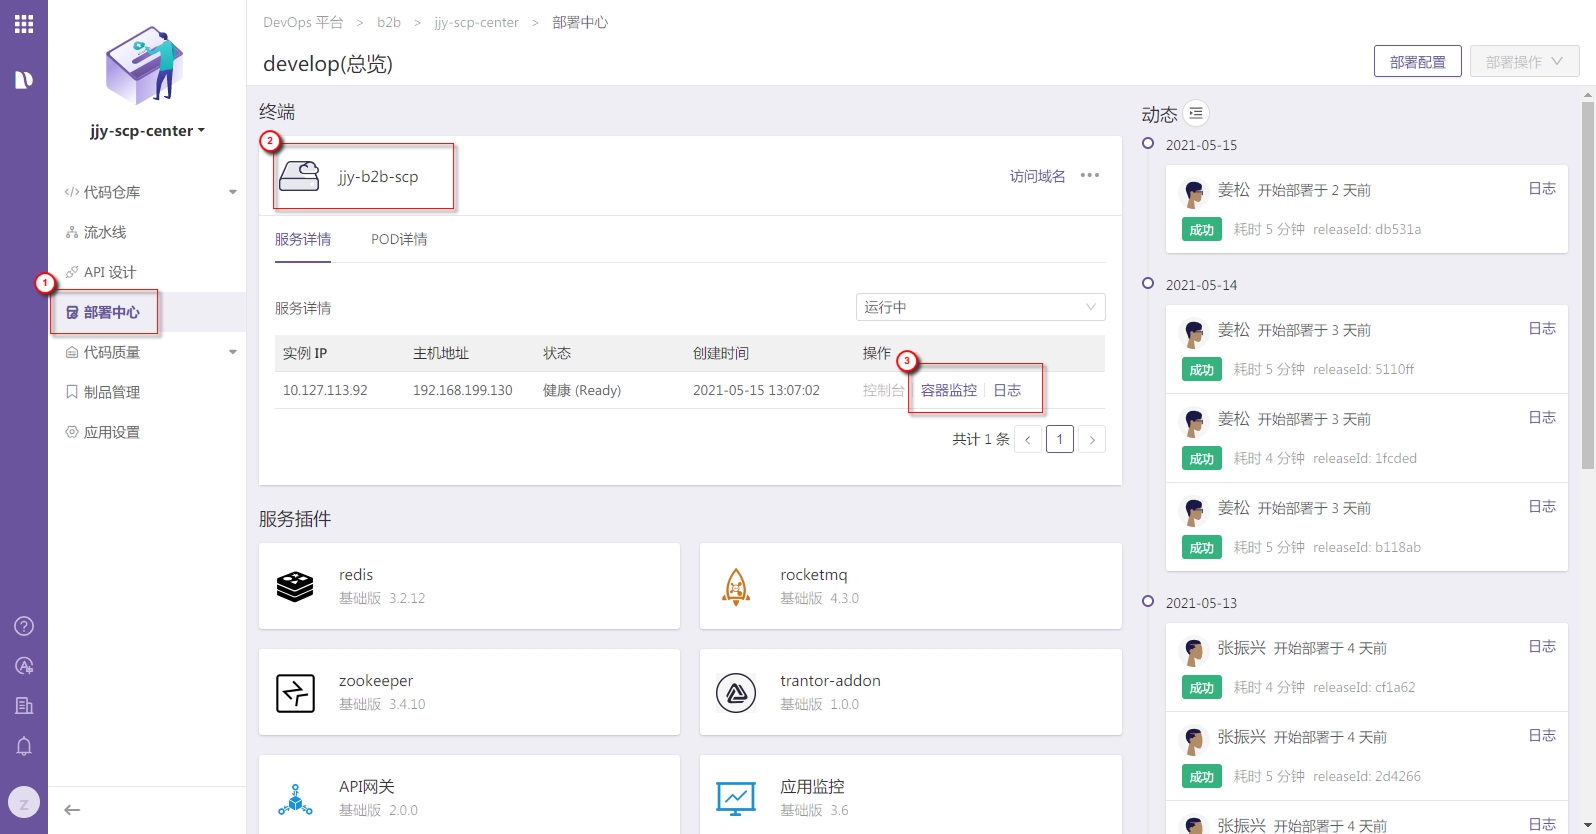 DevOps 平台 > b2b > jjy-scp-center > 部署中心
develop(总览)
部署配置
部署操作
jjy-scp-center
代码仓库
流水线
API 设计
1
部署中心
代码质量
制品管理
应用设置
Z
终端
2
jjy-b2b-scp
访问域名
服务详情 POD详情
服务详情
运行中
实例 IP 主机地址 状态 创建时间 操作
3
10.127.113.92 192.168.199.130 健康 (Ready) 2021-05-15 13:07:02 控制台 容器监控 日志
共计 1 条 < 1 >
服务插件
redis
基础版 3.2.12
rocketmq
基础版 4.3.0
zookeeper
基础版 3.4.10
trantor-addon
基础版 1.0.0
API网关
基础版 2.0.0
应用监控
基础版 3.6
动态
2021-05-15
姜松 开始部署于 2 天前 日志
成功 耗时 5 分钟 releaseId: db531a
2021-05-14
姜松 开始部署于 3 天前 日志
成功 耗时 5 分钟 releaseId: 5110ff
姜松 开始部署于 3 天前 日志
成功 耗时 4 分钟 releaseId: 1fcded
姜松 开始部署于 3 天前 日志
成功 耗时 5 分钟 releaseId: b118ab
2021-05-13
张振兴 开始部署于 4 天前 日志
成功 耗时 4 分钟 releaseId: cf1a62
张振兴 开始部署于 4 天前 日志
成功 耗时 5 分钟 releaseId: 2d4266
张振兴 开始部署于 4 天前 日志